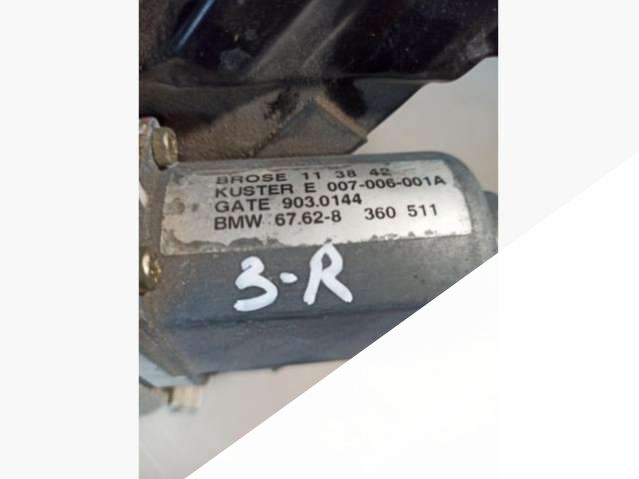 BROSE 11 38 42
KUSTER E 007-006-001A
GATE 903.0144
BMW 67.62-8 360 511
3-R